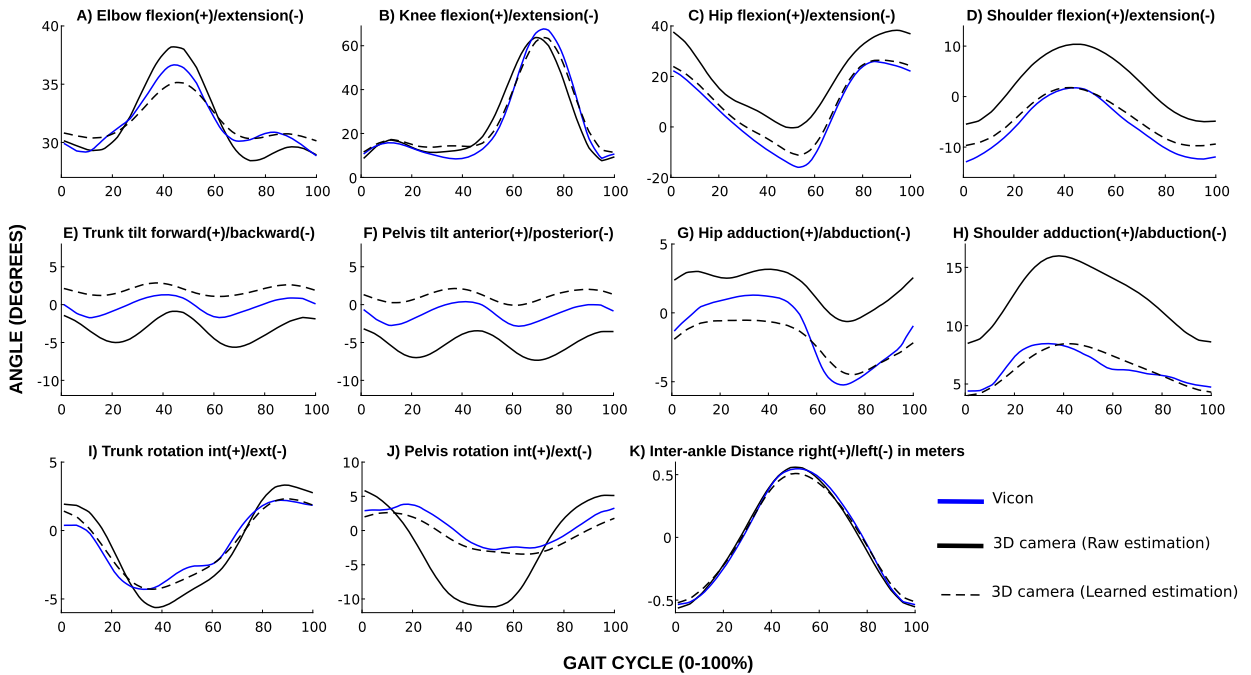 A) Elbow flexion(+)/extension(-)
B) Knee flexion(+)/extension(-)
C) Hip flexion(+)/extension(-)
D) Shoulder flexion(+)/extension(-)
40
35
30
0 20 40 60 80 100
60
40
20
0
0 20 40 60 80 100
40
20
0
-20
0 20 40 60 80 100
10
0
-10
0 20 40 60 80 100
ANGLE (DEGREES)
E) Trunk tilt forward(+)/backward(-)
F) Pelvis tilt anterior(+)/posterior(-)
G) Hip adduction(+)/abduction(-)
H) Shoulder adduction(+)/abduction(-)
5
0
-5
-10
0 20 40 60 80 100
5
0
-5
-10
0 20 40 60 80 100
5
0
-5
0 20 40 60 80 100
15
10
5
0 20 40 60 80 100
I) Trunk rotation int(+)/ext(-)
J) Pelvis rotation int(+)/ext(-)
K) Inter-ankle Distance right(+)/left(-) in meters
5
0
-5
0 20 40 60 80 100
10
5
0
-5
-10
0 20 40 60 80 100
0.5
0
-0.5
0 20 40 60 80 100
Vicon
3D camera (Raw estimation)
3D camera (Learned estimation)
GAIT CYCLE (0-100%)